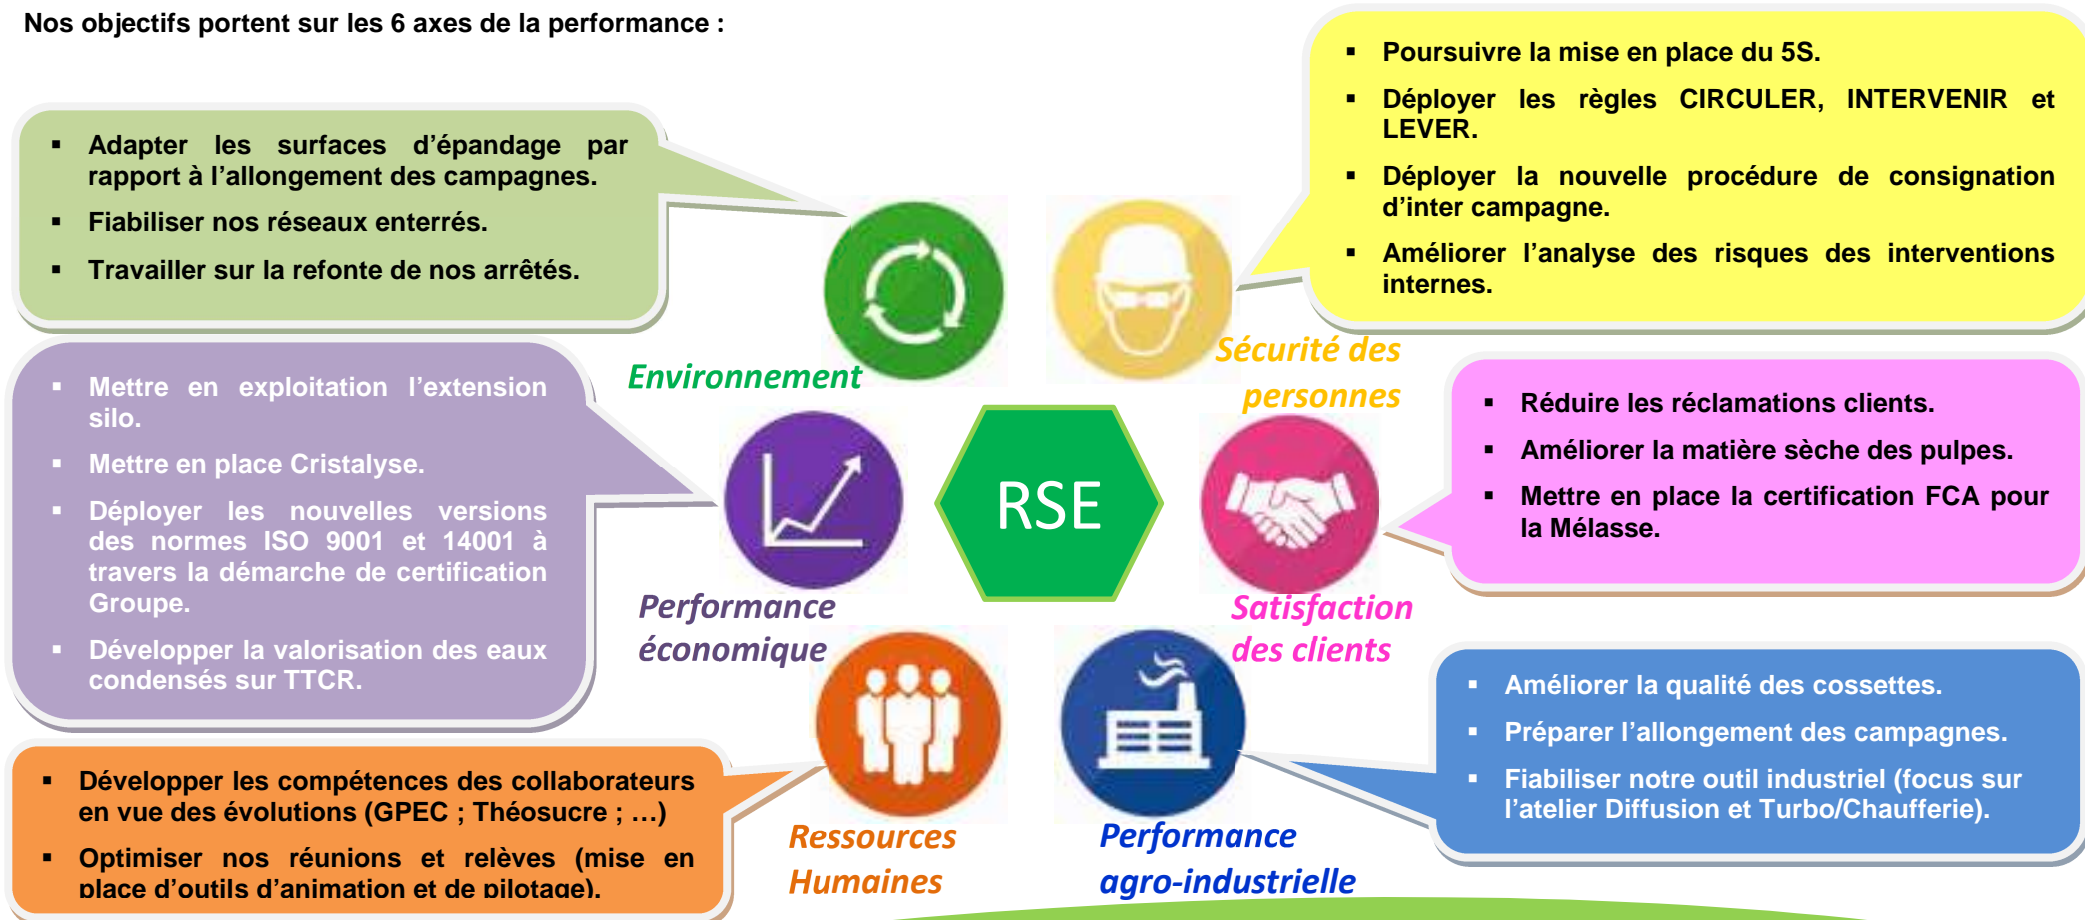 Nos objectifs portent sur les 6 axes de la performance :
▪ Adapter les surfaces d’épandage par
rapport à l’allongement des campagnes.
▪ Fiabiliser nos réseaux enterrés.
▪ Travailler sur la refonte de nos arrêtés.
Environnement
▪ Poursuivre la mise en place du 5S.
▪ Déployer les règles CIRCULER, INTERVENIR et
LEVER.
▪ Déployer la nouvelle procédure de consignation
d’inter campagne.
▪ Améliorer l’analyse des risques des interventions
internes.
Sécurité des
personnes
▪ Mettre en exploitation l’extension
silo.
▪ Mettre en place Cristalyse.
▪ Déployer les nouvelles versions
des normes ISO 9001 et 14001 à
travers la démarche de certification
Groupe.
▪ Développer la valorisation des eaux
condensés sur TTCR.
Performance
économique
RSE
▪ Réduire les réclamations clients.
▪ Améliorer la matière sèche des pulpes.
▪ Mettre en place la certification FCA pour
la Mélasse.
Satisfaction
des clients
▪ Développer les compétences des collaborateurs
en vue des évolutions (GPEC ; Théosucre ; …)
▪ Optimiser nos réunions et relèves (mise en
place d’outils d’animation et de pilotage).
Ressources
Humaines
▪ Améliorer la qualité des cossettes.
▪ Préparer l’allongement des campagnes.
▪ Fiabiliser notre outil industriel (focus sur
l’atelier Diffusion et Turbo/Chaufferie).
Performance
agro-industrielle